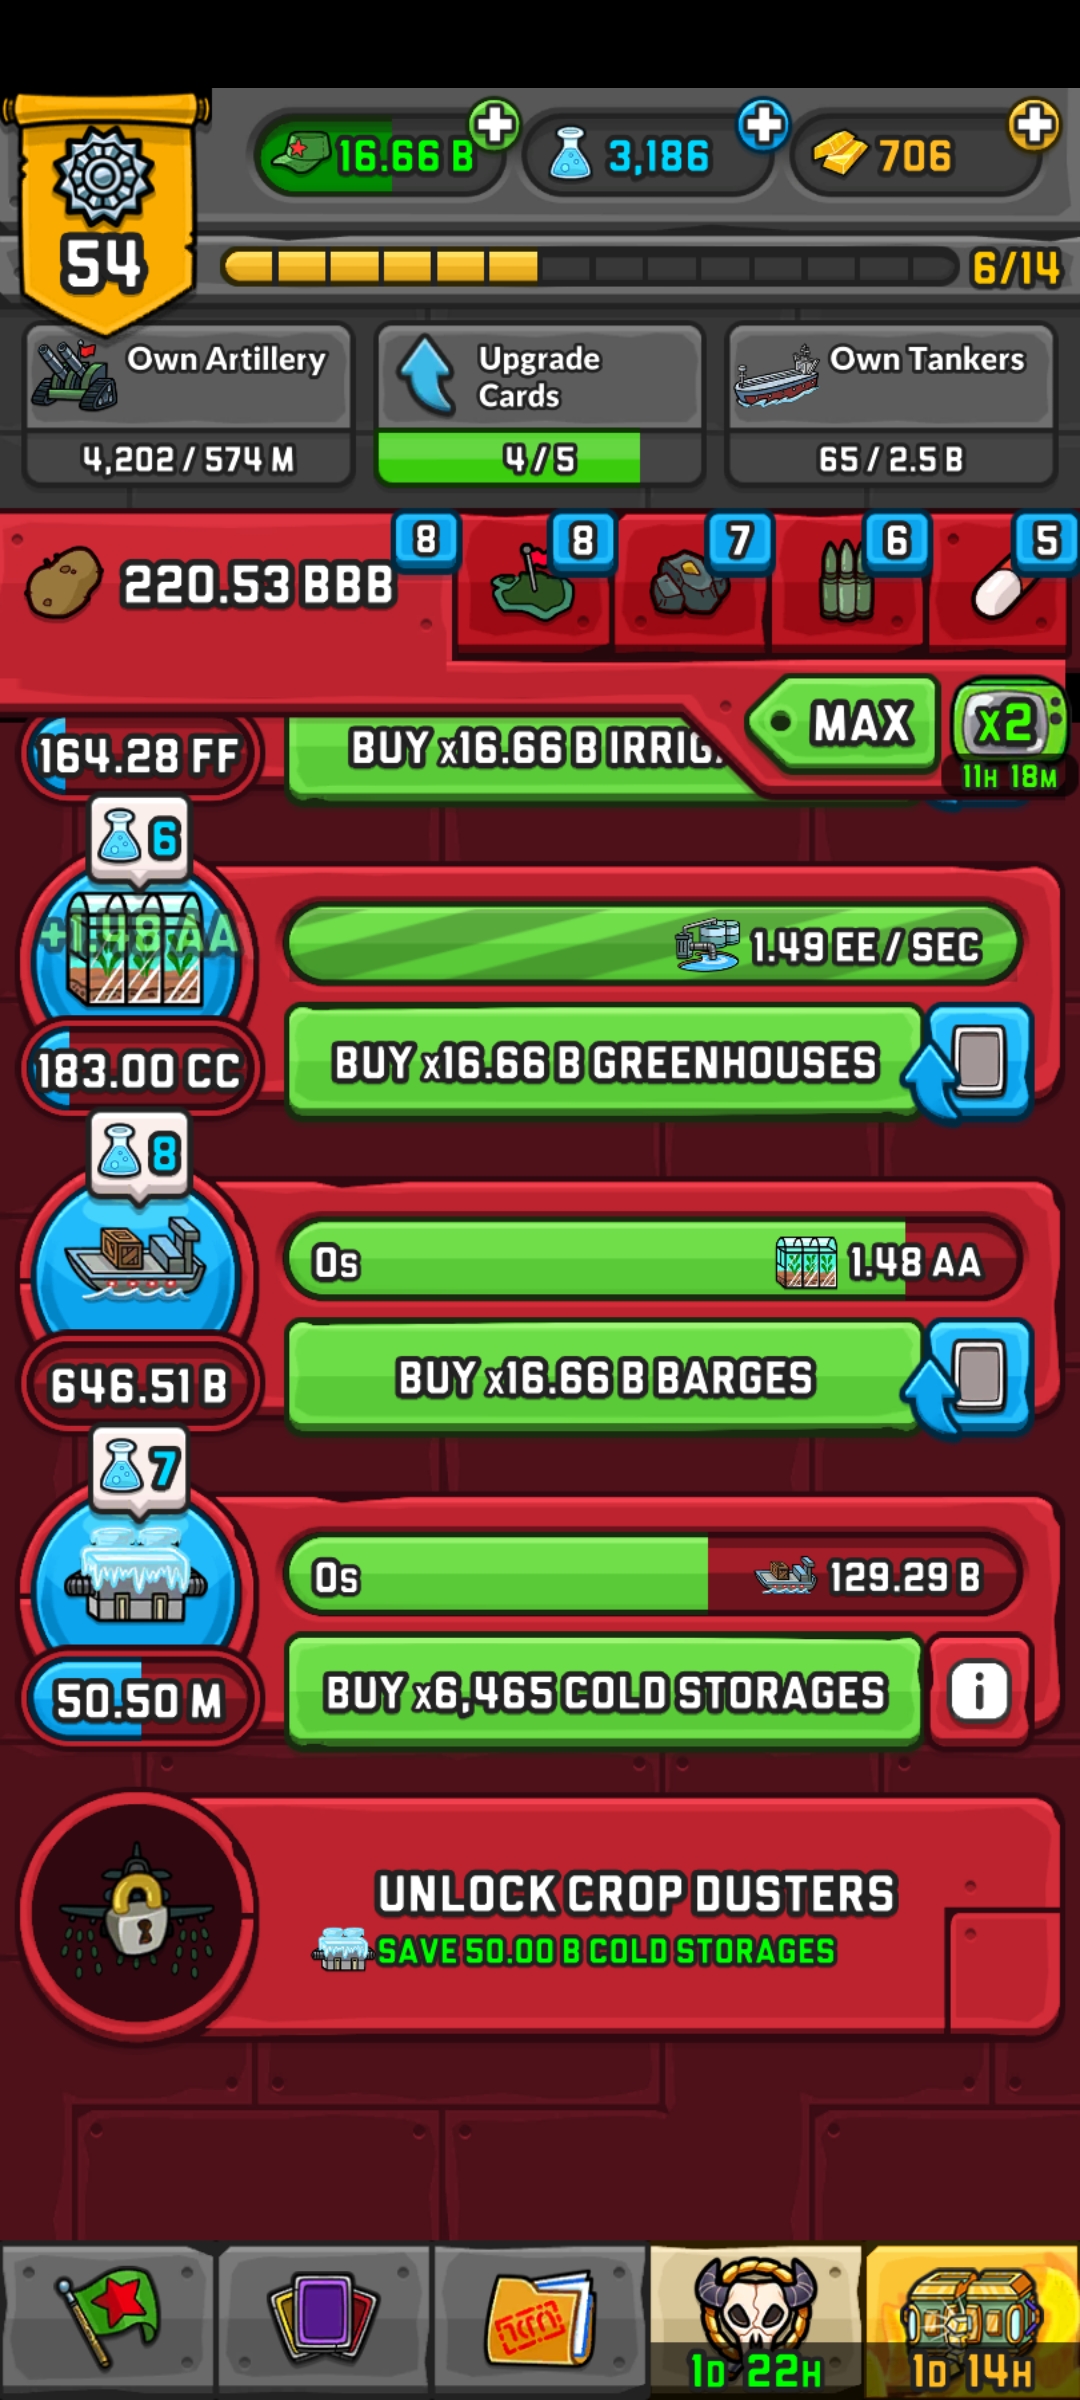 54
16.66 B
3,186
706
6/14
Own Artillery
4,202 / 574 M
Upgrade
Cards
4 / 5
Own Tankers
65 / 2.5 B
220.53 BBB
8
8
7
6
5
MAX
x2
11H 18M
164.28 FF
BUY x16.66 B IRRIG.
6
+1.48 AA
1.49 EE / SEC
183.00 CC
BUY x16.66 B GREENHOUSES
8
0s
1.48 AA
646.51 B
BUY x16.66 B BARGES
7
0s
129.29 B
50.50 M
BUY x6,465 COLD STORAGES
i
UNLOCK CROP DUSTERS
SAVE 50.00 B COLD STORAGES
1D 22H
1D 14H